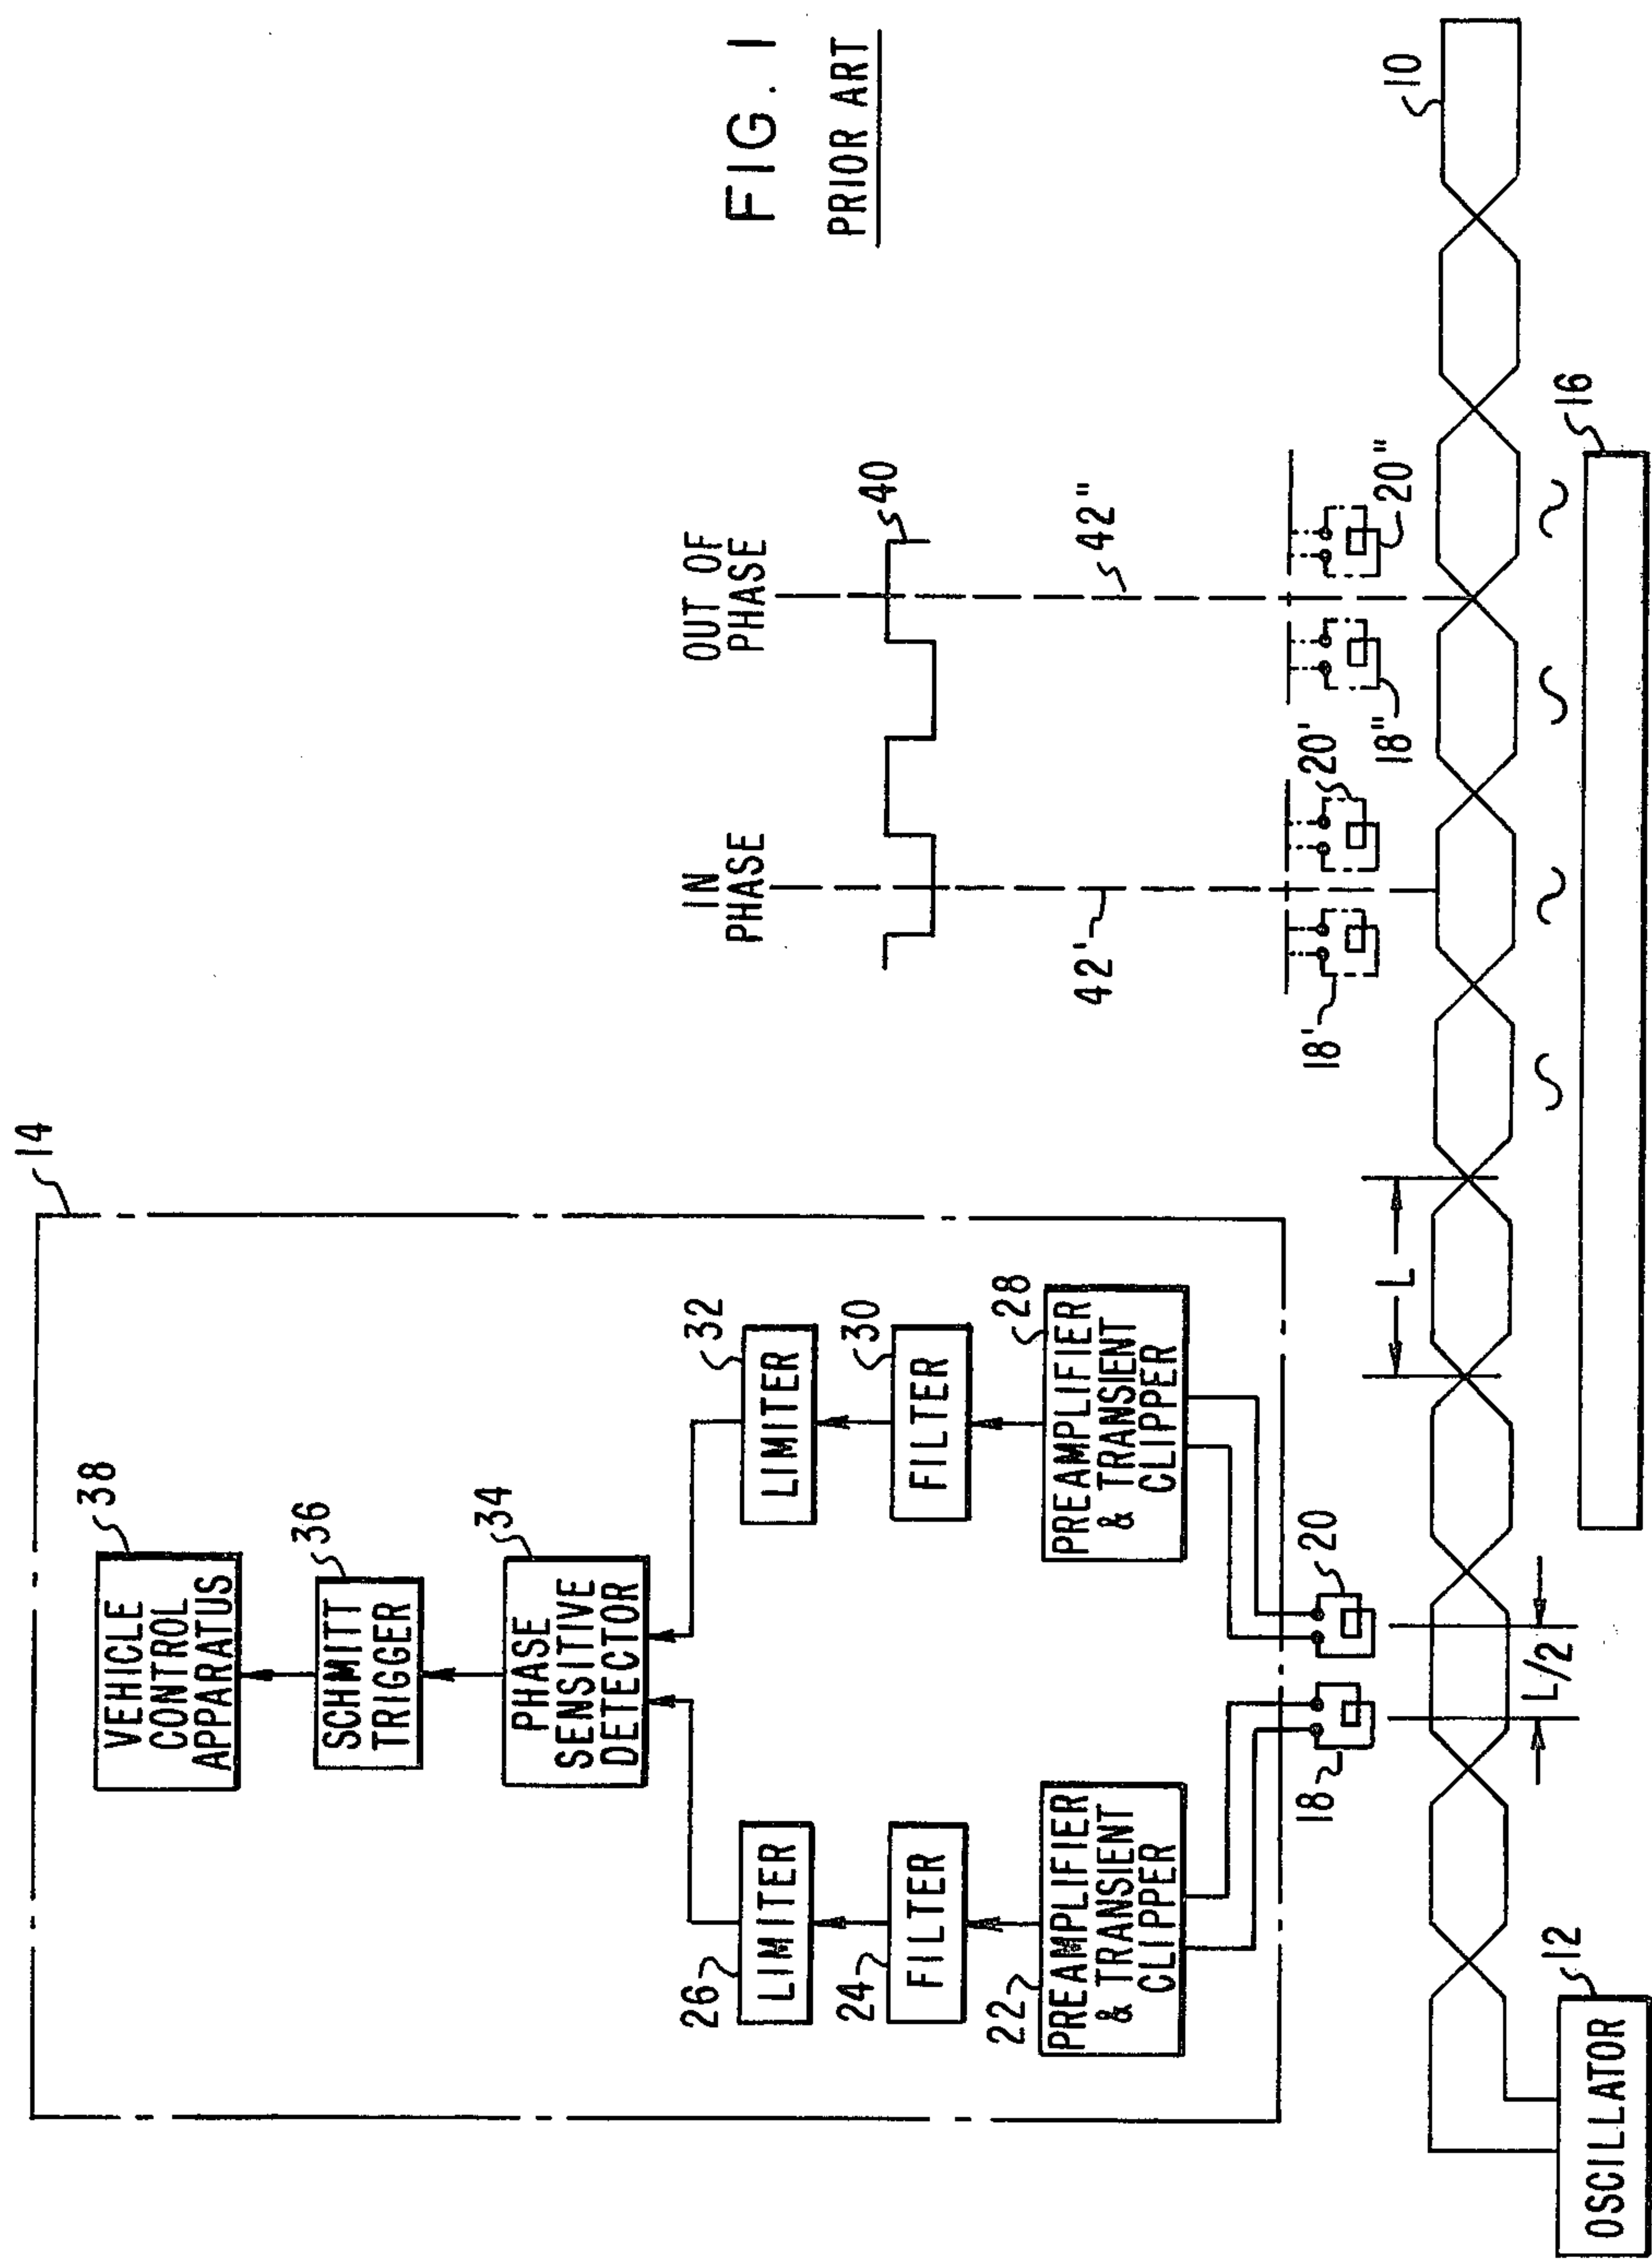 FIG. 1
PRIOR ART
14
VEHICLE
CONTROL
APPARATUS
38
SCHMITT
TRIGGER
36
PHASE
SENSITIVE
DETECTOR
34
26
LIMITER
LIMITER
32
24
FILTER
FILTER
30
22
PREAMPLIFIER
& TRANSIENT
CLIPPER
PREAMPLIFIER
& TRANSIENT
CLIPPER
28
18
20
L/2
L
IN
PHASE
OUT OF
PHASE
40
42'
42"
18'
20'
18"
20"
10
16
OSCILLATOR
12